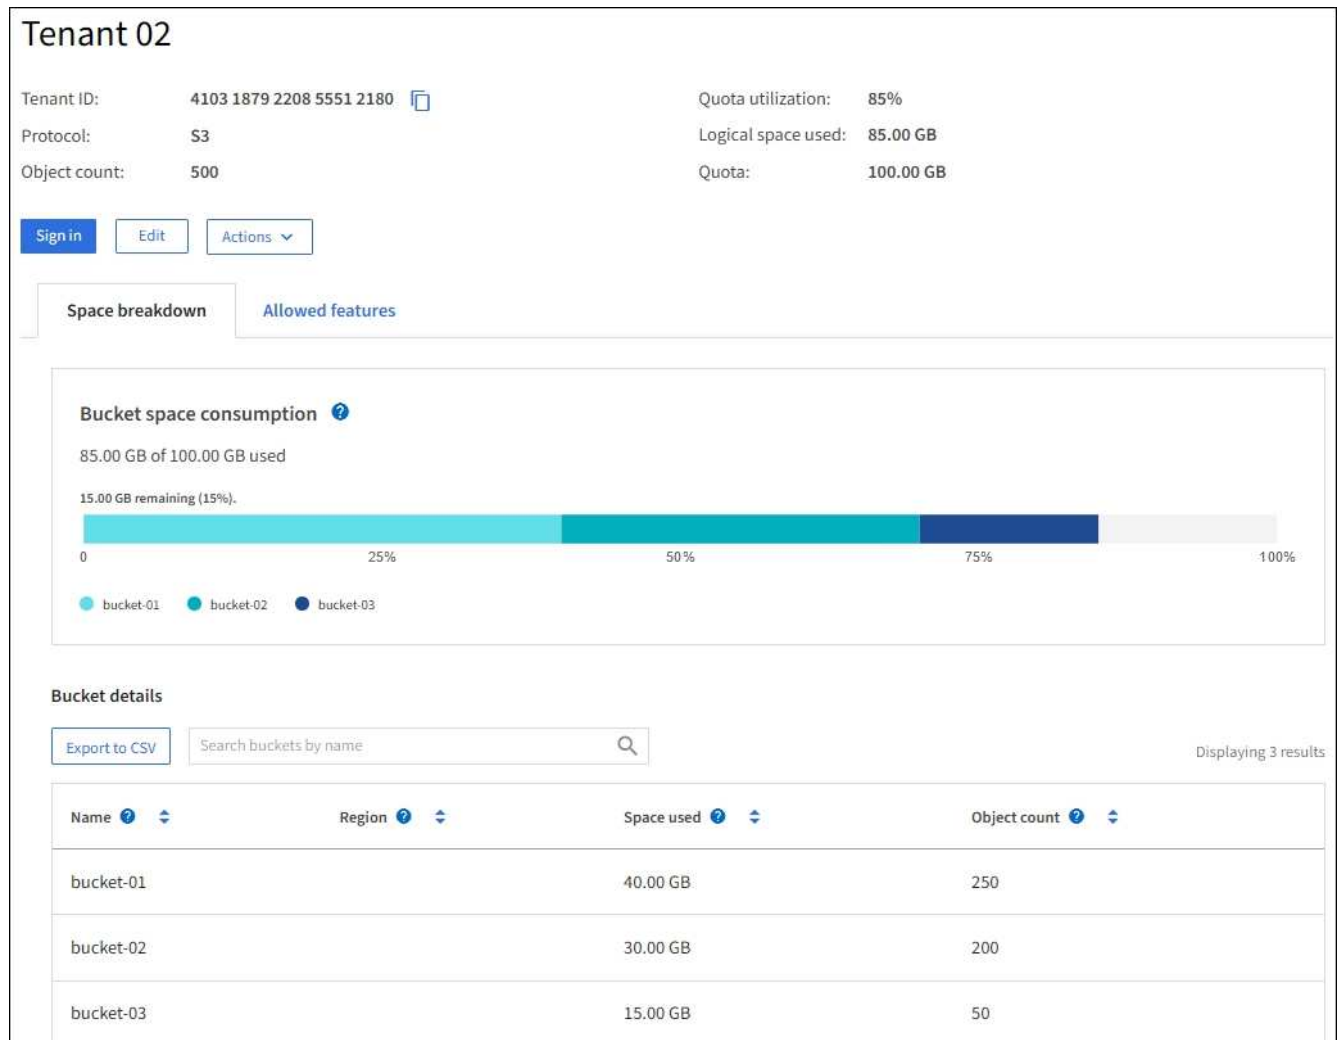 Tenant 02
Tenant ID: 4103 1879 2208 5551 2180
Quota utilization: 85%
Protocol: S3
Logical space used: 85.00 GB
Object count: 500
Quota: 100.00 GB
Sign in Edit Actions
Space breakdown Allowed features
Bucket space consumption ?
85.00 GB of 100.00 GB used
15.00 GB remaining (15%).
0 25% 50% 75% 100%
bucket-01 bucket-02 bucket-03
Bucket details
Export to CSV Search buckets by name Displaying 3 results
Name ? Region ? Space used ? Object count ?
bucket-01 40.00 GB 250
bucket-02 30.00 GB 200
bucket-03 15.00 GB 50